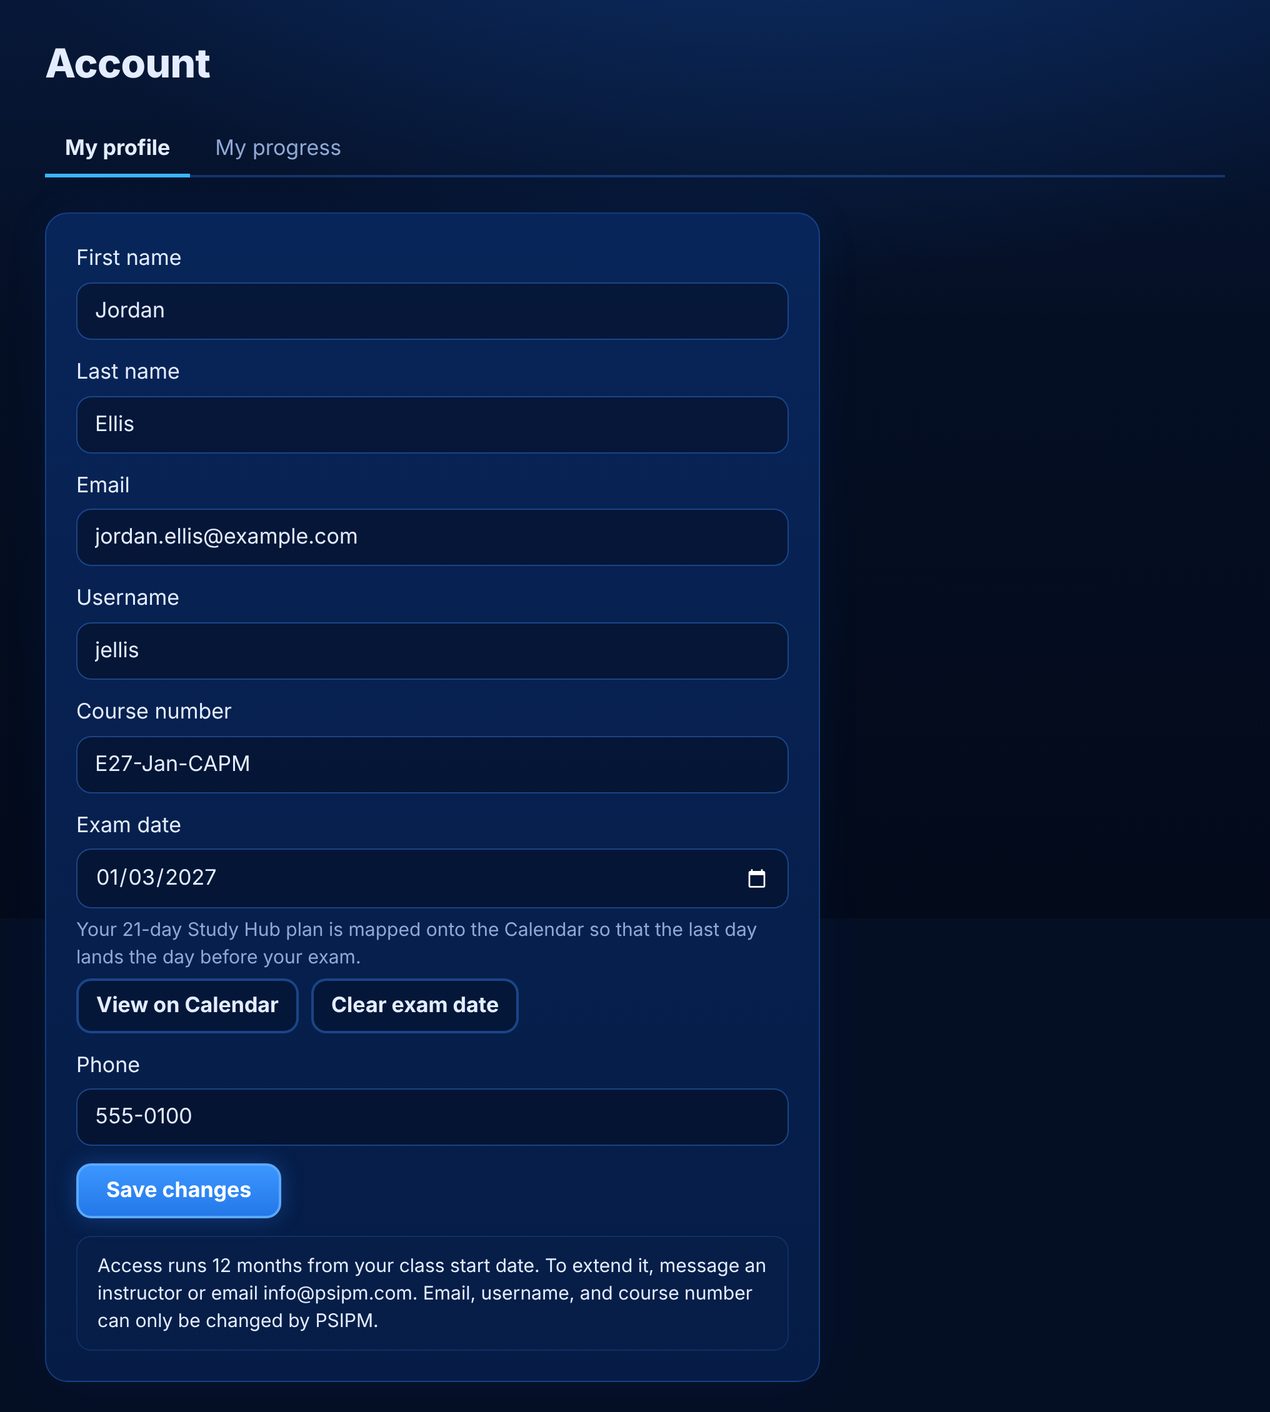 Account
My profile
My progress
First name
Jordan
Last name
Ellis
Email
jordan.ellis@example.com
Username
jellis
Course number
E27-Jan-CAPM
Exam date
01/03/2027
Your 21-day Study Hub plan is mapped onto the Calendar so that the last day
lands the day before your exam.
View on Calendar
Clear exam date
Phone
555-0100
Save changes
Access runs 12 months from your class start date. To extend it, message an
instructor or email info@psipm.com. Email, username, and course number
can only be changed by PSIPM.